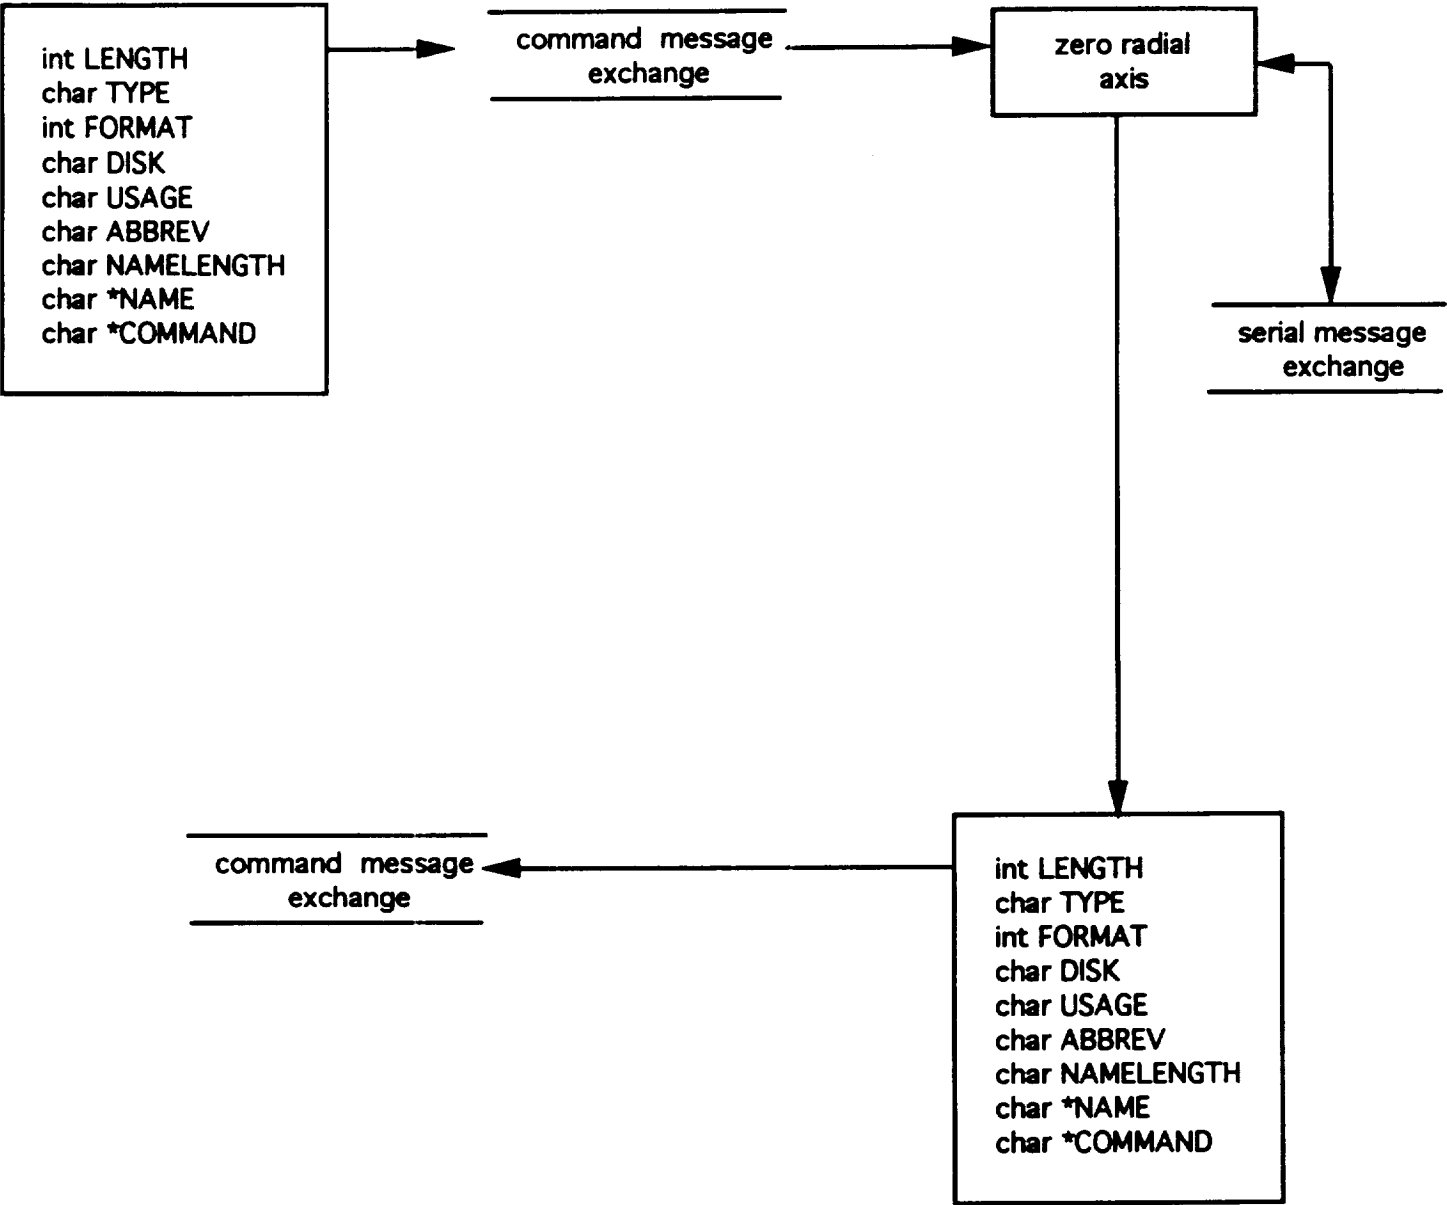 int LENGTH
char TYPE
int FORMAT
char DISK
char USAGE
char ABBREV
char NAMELENGTH
char *NAME
char *COMMAND
command message
exchange
zero radial
axis
serial message
exchange
command message
exchange
int LENGTH
char TYPE
int FORMAT
char DISK
char USAGE
char ABBREV
char NAMELENGTH
char *NAME
char *COMMAND